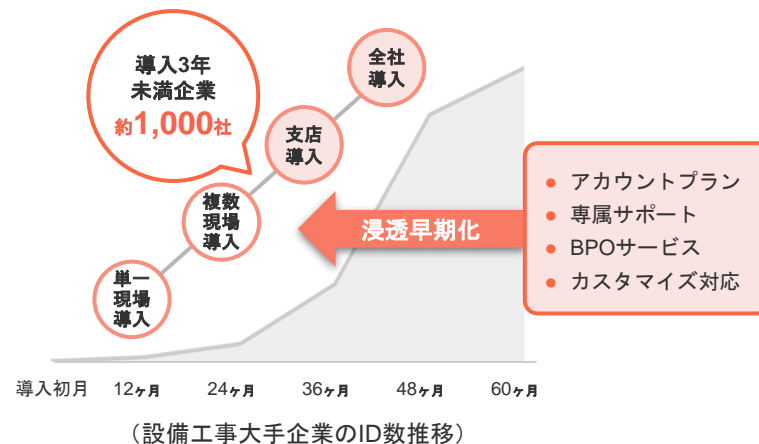 導入3年
未満企業
約1,000社
全社
導入
支店
導入
複数
現場
導入
単一
現場
導入
浸透早期化
● アカウントプラン
● 専属サポート
● BPOサービス
● カスタマイズ対応
導入初月 12ヶ月 24ヶ月 36ヶ月 48ヶ月 60ヶ月
（設備工事大手企業のID数推移）